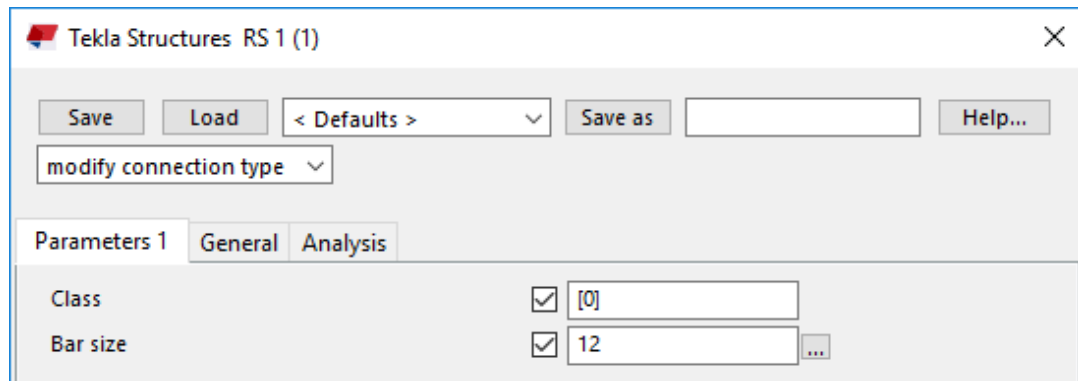 Tekla Structures RS 1 (1)
Save Load < Defaults > Save as Help...
modify connection type
Parameters 1 General Analysis
Class [0]
Bar size 12 ...